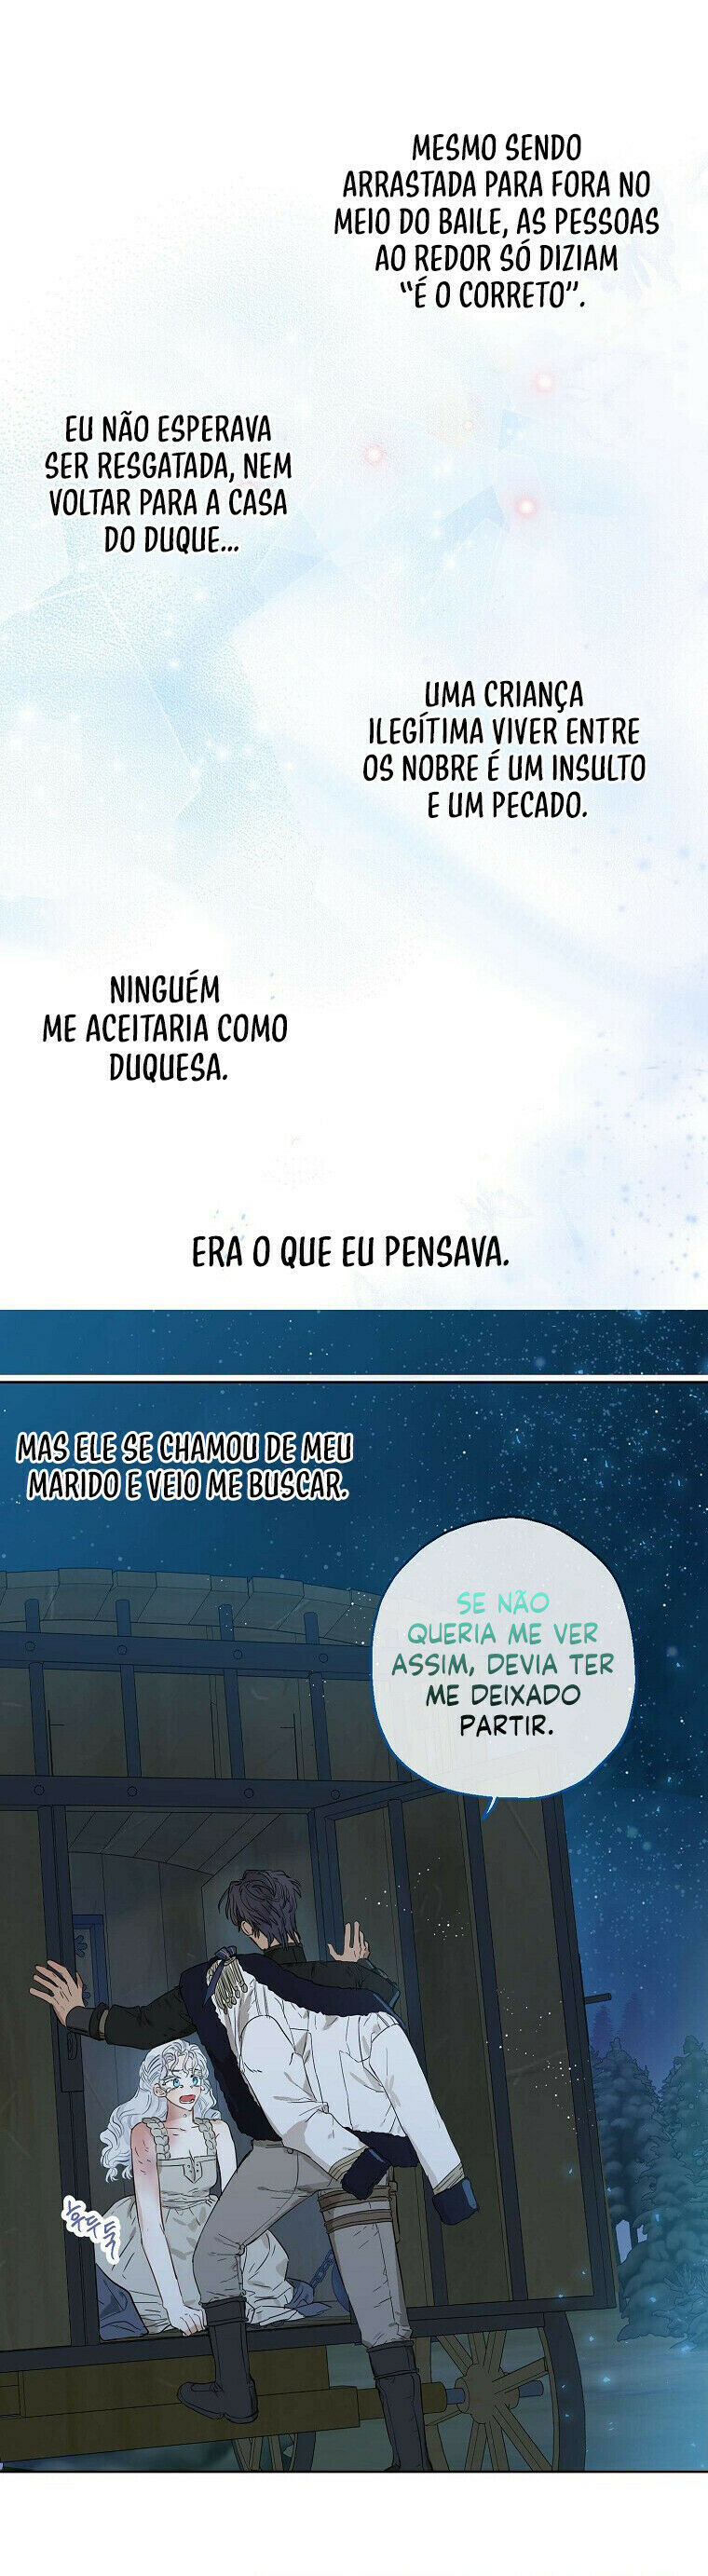 MESMO SENDO
ARRASTADA PARA FORA NO
MEIO DO BAILE, AS PESSOAS
AO REDOR SÓ DIZIAM
“É O CORRETO”.
EU NÃO ESPERAVA
SER RESGATADA, NEM
VOLTAR PARA A CASA
DO DUQUE...
UMA CRIANÇA
ILEGÍTIMA VIVER ENTRE
OS NOBRE É UM INSULTO
E UM PECADO.
NINGUÉM
ME ACEITARIA COMO
DUQUESA.
ERA O QUE EU PENSAVA.
MAS ELE SE CHAMOU DE MEU
MARIDO E VEIO ME BUSCAR.
SE NÃO
QUERIA ME VER
ASSIM, DEVIA TER
ME DEIXADO
PARTIR.